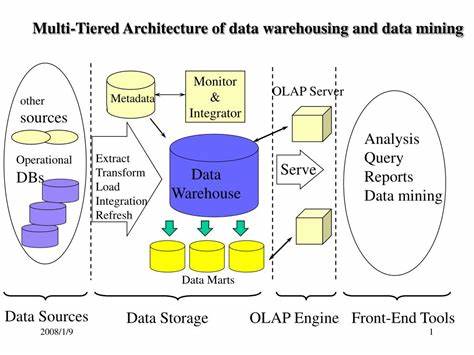 Multi-Tiered Architecture of data warehousing and data mining
other
sources
Operational
DBs
Metadata
Monitor
&
Integrator
OLAP Server
Extract
Transform
Load
Integration
Refresh
Data
Warehouse
Serve
Analysis
Query
Reports
Data mining
Data Marts
Data Sources
Data Storage
OLAP Engine
Front-End Tools
2008/1/9
1